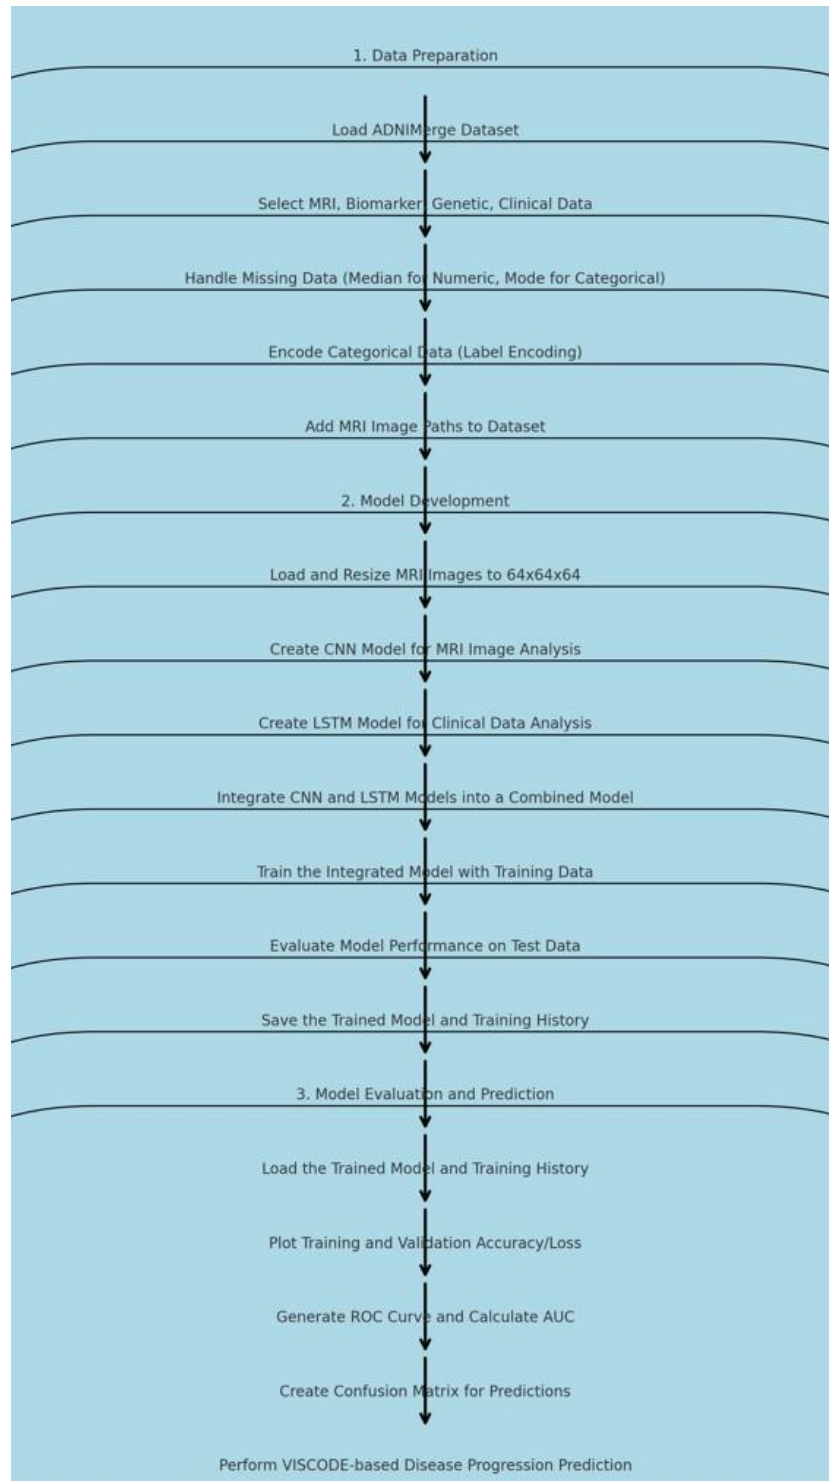 1. Data Preparation
Load ADNIMerge Dataset
Select MRI, Biomarker, Genetic, Clinical Data
Handle Missing Data (Median for Numeric, Mode for Categorical)
Encode Categorical Data (Label Encoding)
Add MRI Image Paths to Dataset
2. Model Development
Load and Resize MRI Images to 64x64x64
Create CNN Model for MRI Image Analysis
Create LSTM Model for Clinical Data Analysis
Integrate CNN and LSTM Models into a Combined Model
Train the Integrated Model with Training Data
Evaluate Model Performance on Test Data
Save the Trained Model and Training History
3. Model Evaluation and Prediction
Load the Trained Model and Training History
Plot Training and Validation Accuracy/Loss
Generate ROC Curve and Calculate AUC
Create Confusion Matrix for Predictions
Perform VISCODE-based Disease Progression Prediction